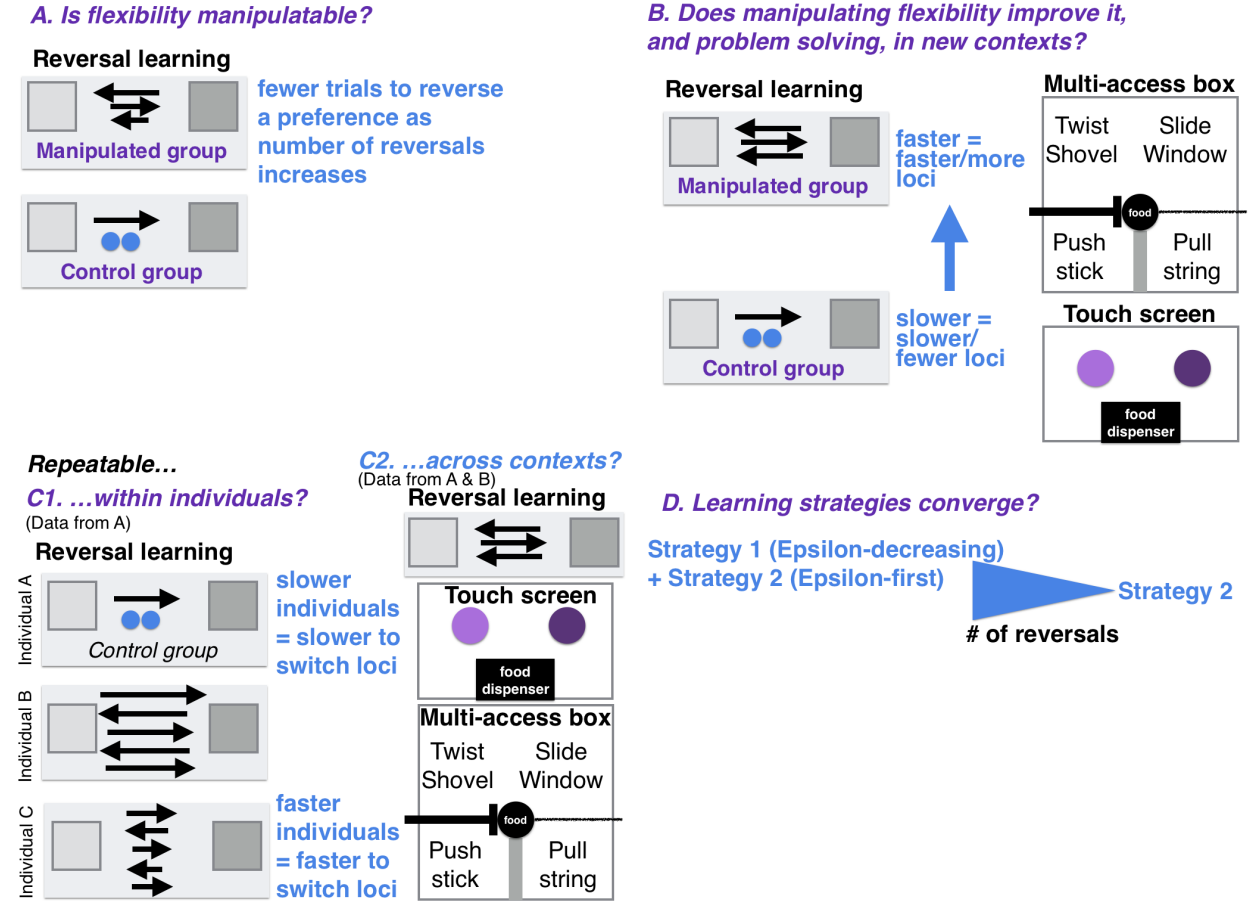 A. Is flexibility manipulatable?
Reversal learning
Manipulated group
fewer trials to reverse
a preference as
number of reversals
increases
Control group
B. Does manipulating flexibility improve it,
and problem solving, in new contexts?
Reversal learning
Manipulated group
faster =
faster/more
loci
Control group
slower =
slower/
fewer loci
Multi-access box
Twist
Shovel
Slide
Window
food
Push
stick
Pull
string
Touch screen
food
dispenser
Repeatable…
C1. …within individuals?
(Data from A)
Reversal learning
Individual A
Control group
slower
individuals
= slower to
switch loci
Individual B
Individual C
faster
individuals
= faster to
switch loci
C2. …across contexts?
(Data from A & B)
Reversal learning
Touch screen
food
dispenser
Multi-access box
Twist
Shovel
Slide
Window
food
Push
stick
Pull
string
D. Learning strategies converge?
Strategy 1 (Epsilon-decreasing)
+ Strategy 2 (Epsilon-first)
Strategy 2
# of reversals